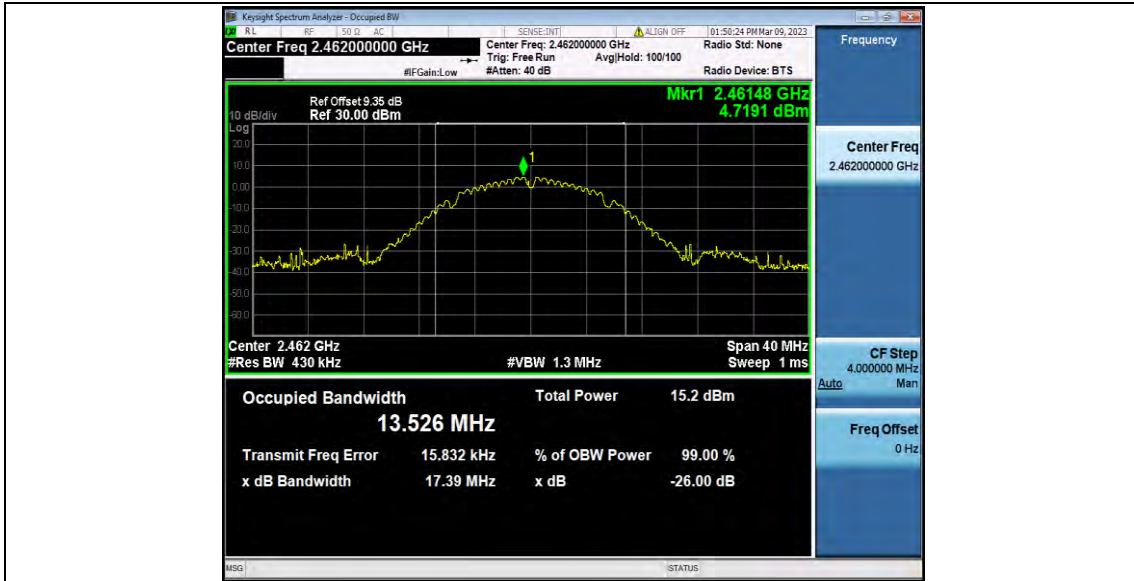 Keysight Spectrum Analyzer - Occupied BW
RL RF 50 Ω AC SENSE:INT ALIGN OFF 01:50:24 PM Mar 09, 2023
Center Freq 2.462000000 GHz Center Freq: 2.462000000 GHz Radio Std: None
Trig: Free Run Avg|Hold: 100/100
#IFGain:Low #Atten: 40 dB Radio Device: BTS
Frequency
Mkr1 2.46148 GHz
4.7191 dBm
Ref Offset 9.35 dB
10 dB/div Ref 30.00 dBm
Log
20.0
10.0
0.00
-10.0
-20.0
-30.0
-40.0
-50.0
-60.0
1
Center 2.462 GHz Span 40 MHz
#Res BW 430 kHz #VBW 1.3 MHz Sweep 1 ms
Occupied Bandwidth Total Power 15.2 dBm
13.526 MHz
Transmit Freq Error 15.832 kHz % of OBW Power 99.00 %
x dB Bandwidth 17.39 MHz x dB -26.00 dB
Center Freq
2.462000000 GHz
CF Step
4.000000 MHz
Auto Man
Freq Offset
0 Hz
MSG STATUS